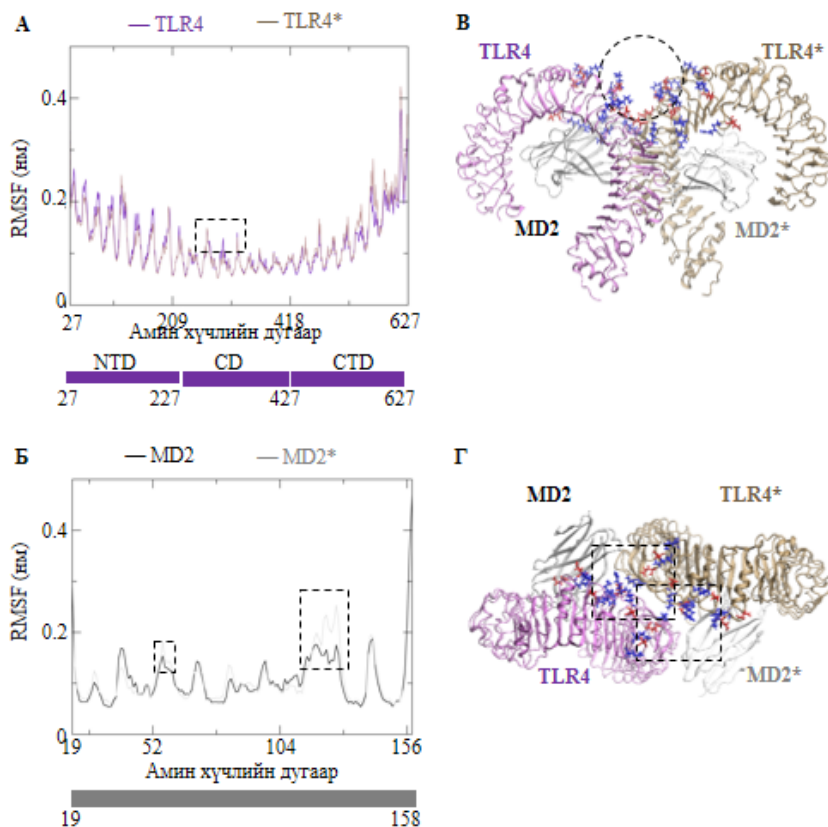 А
— TLR4 — TLR4*
RMSF (нм)
0.4
0.2
0
27 209 418 627
Амин хүчлийн дугаар
NTD CD CTD
27 227 427 627
В
TLR4 TLR4*
MD2 MD2*
Б
— MD2 — MD2*
RMSF (нм)
0.4
0.2
0
19 52 104 156
Амин хүчлийн дугаар
19 158
Г
MD2 TLR4*
TLR4 MD2*